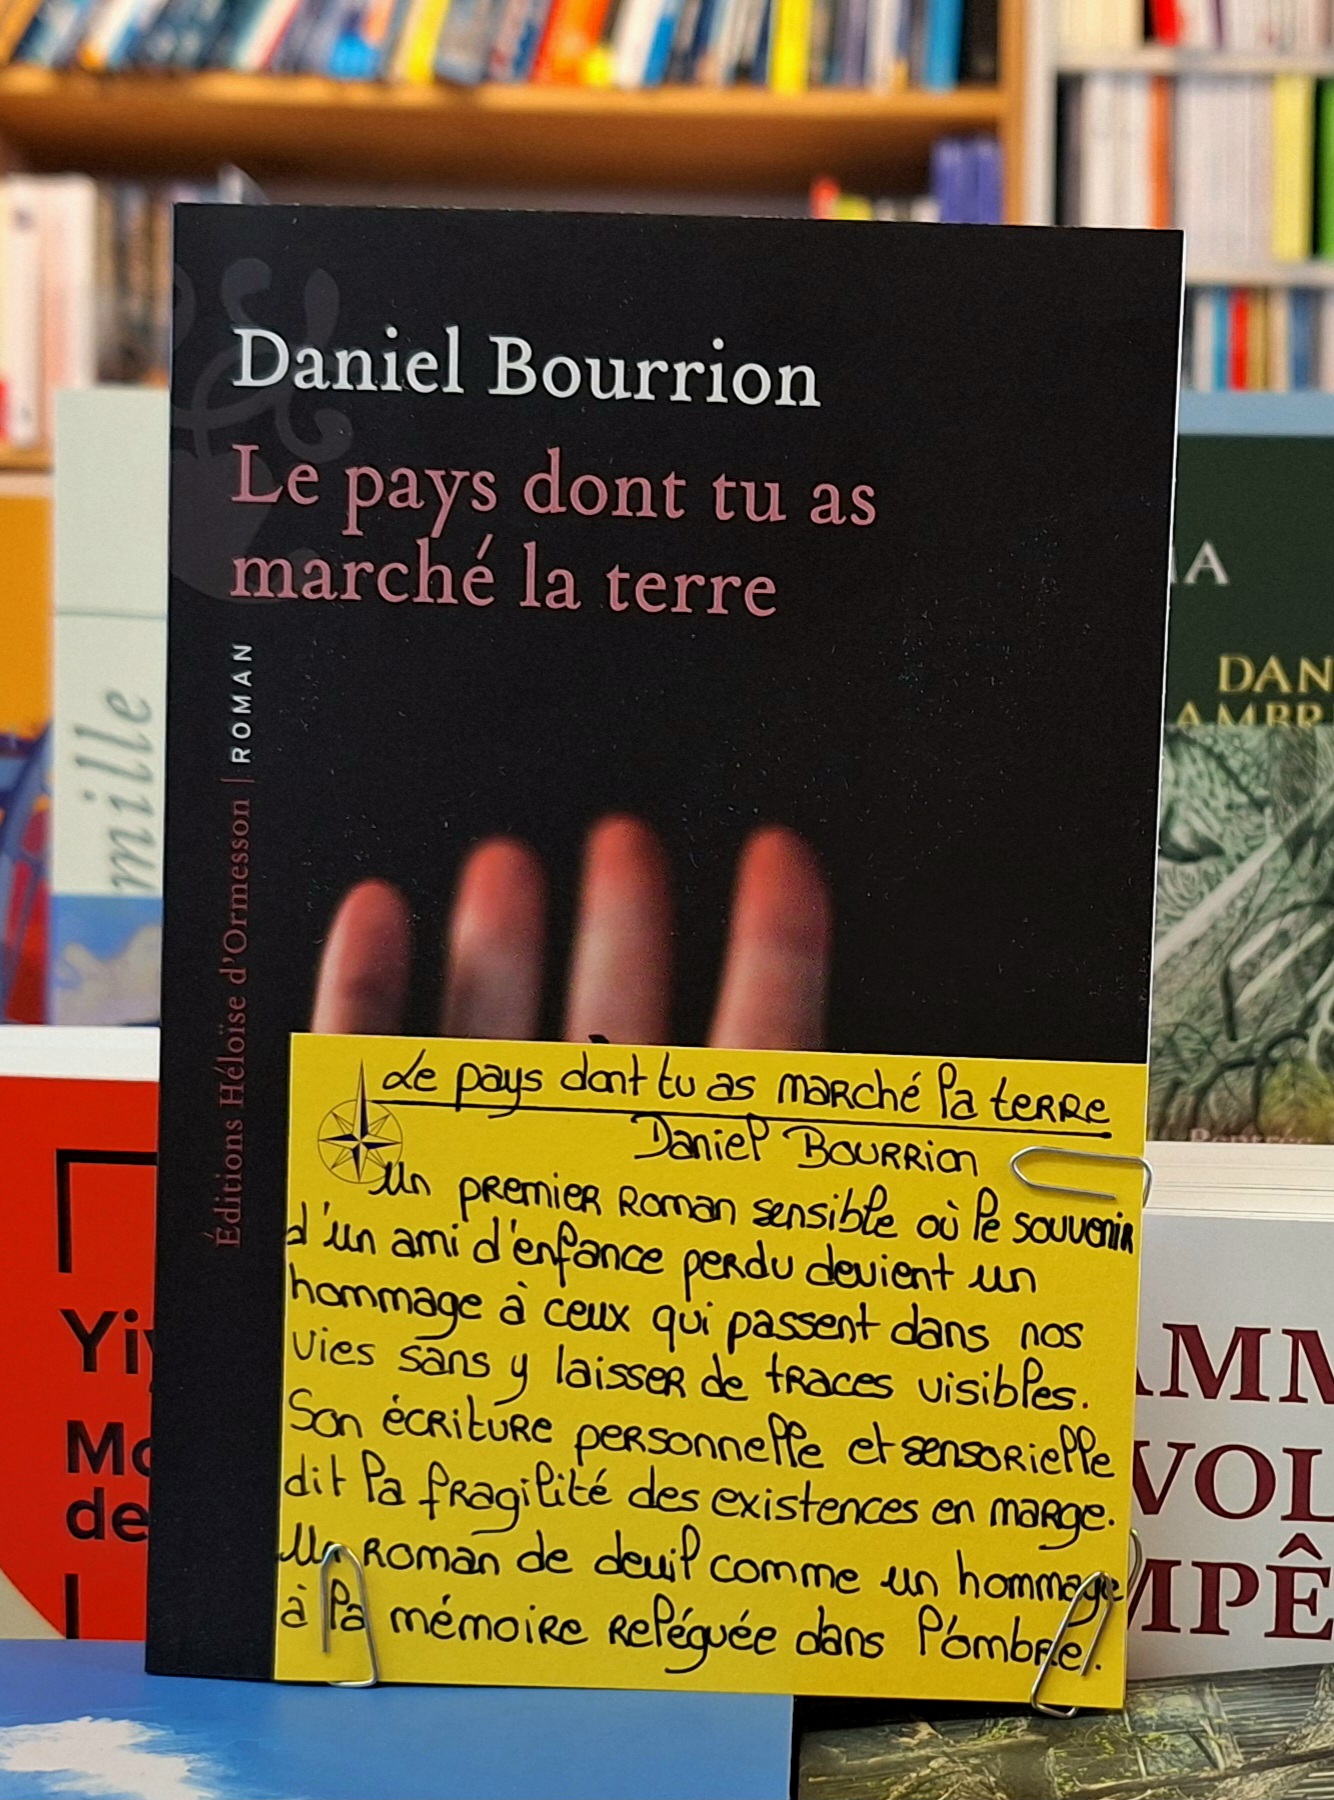 Daniel Bourrion
Le pays dont tu as
marché la terre
Éditions Héloïse d'Ormesson | ROMAN
Le pays dont tu as marché la terre
Daniel Bourrion
Un premier roman sensible où le souvenir
d'un ami d'enfance perdu devient un
hommage à ceux qui passent dans nos
vies sans y laisser de traces visibles.
Son écriture personnelle et sensorielle
dit la fragilité des existences en marge.
Un roman de deuil comme un hommage
à la mémoire reléguée dans l'ombre.
mille
DAN
AMBR